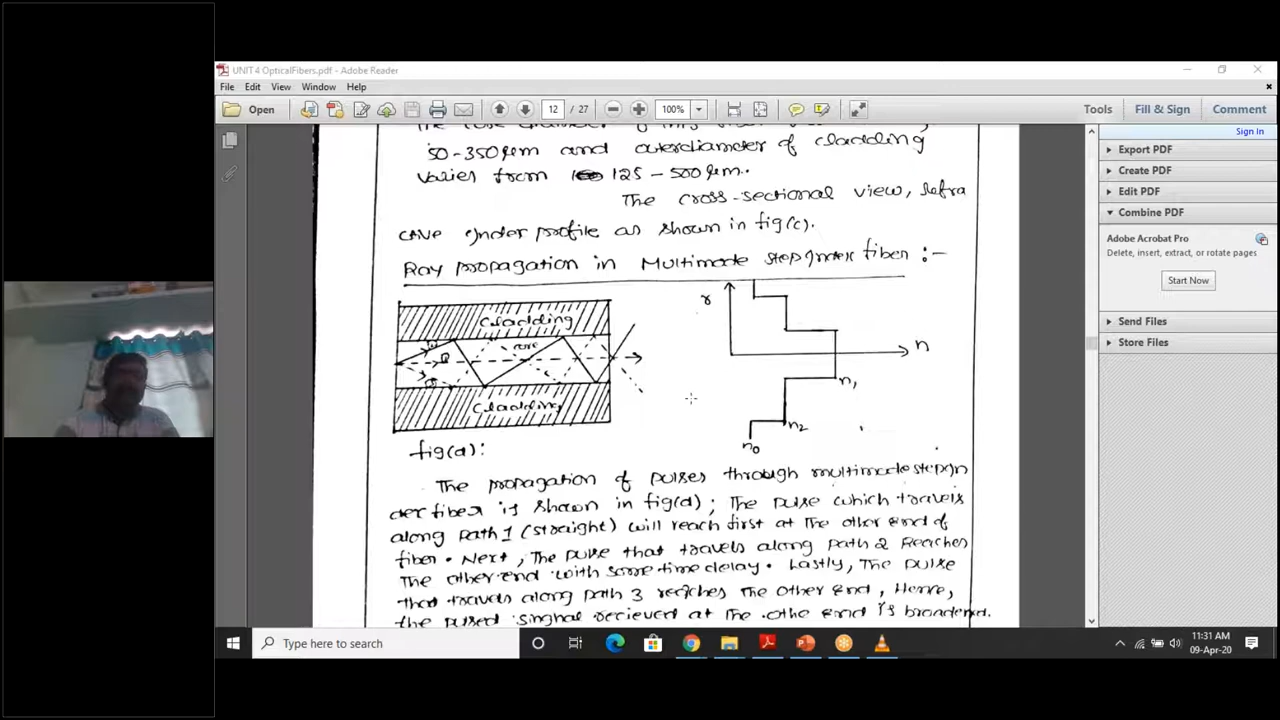 UNIT 4 OpticalFibers.pdf - Adobe Reader
File Edit View Window Help
Open 12 / 27 100% Tools Fill & Sign Comment
Sign In
Export PDF
Create PDF
Edit PDF
Combine PDF
Adobe Acrobat Pro
Delete, insert, extract, or rotate pages
Start Now
Send Files
Store Files
50-350μm and outerdiameter of cladding
varies from 125-500μm.
The cross-sectional view, refra
ctive index profile as shown in fig(c).
Ray propagation in Multimode step index fiber :-
cladding
core
cladding
r
n
n1
n2
n0
fig(d):
The propagation of pulses through multimode step in
dex fiber is shown in fig(d); The pulse which travels
along path 1 (straight) will reach first at the other end of
fiber. Next, The pulse that travels along path 2 Reaches
The other end with some time delay. Lastly, The pulse
that travels along path 3 reaches the other end, Hence,
the pulsed singhal recieved at the othe end is broadened.
Type here to search
11:31 AM
09-Apr-20